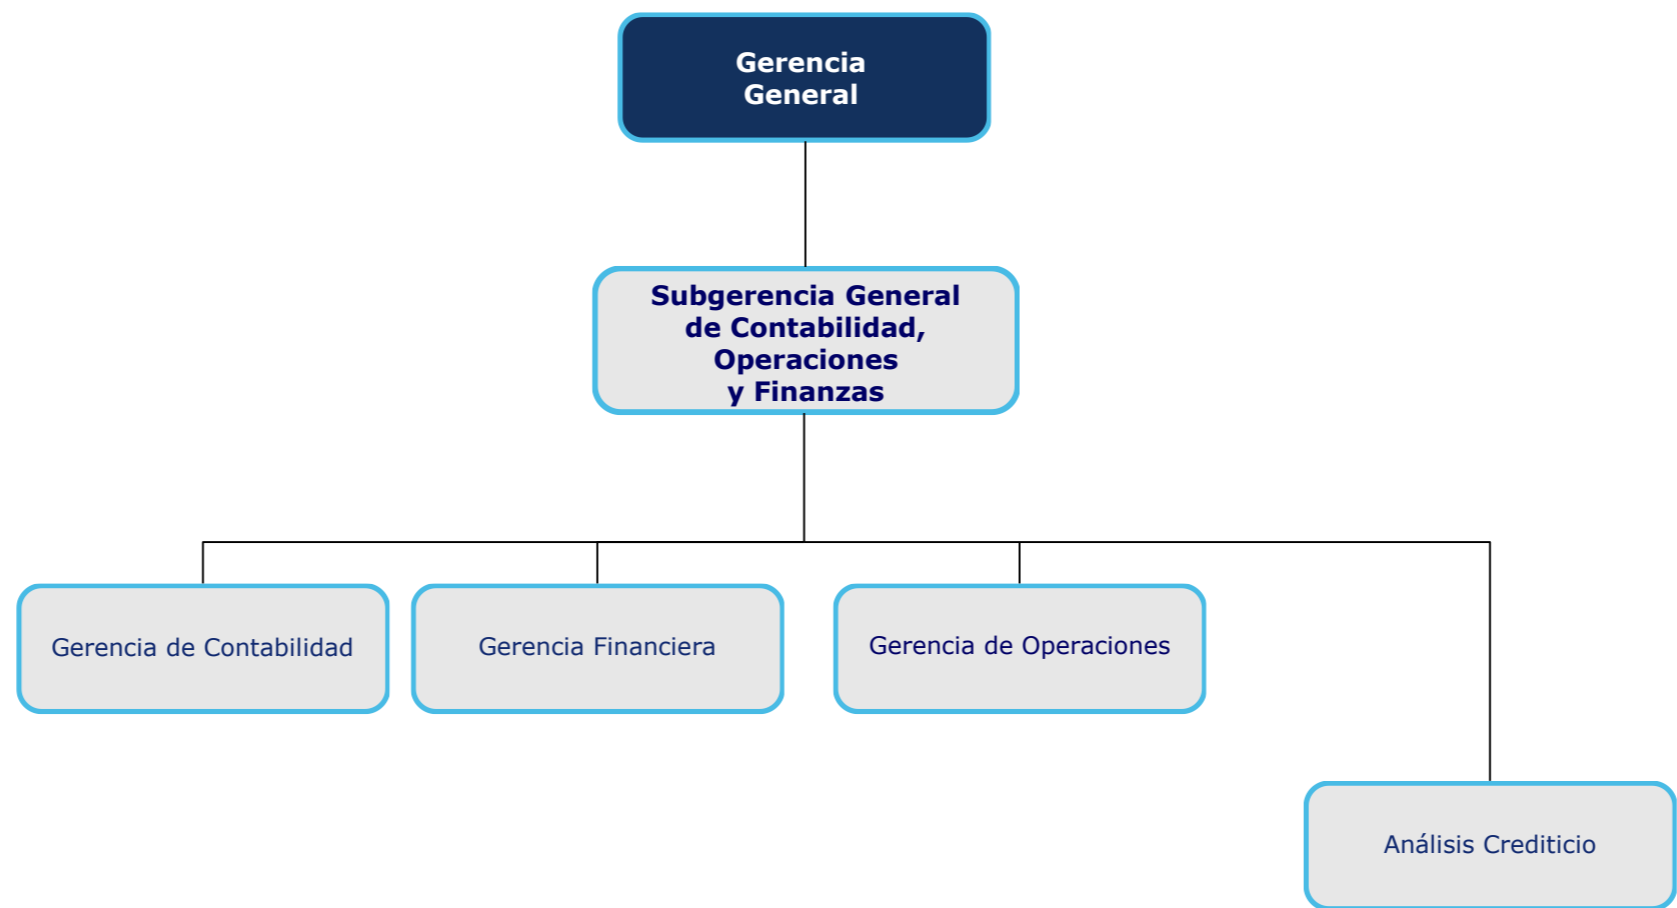 Gerencia
General
Subgerencia General
de Contabilidad,
Operaciones
y Finanzas
Gerencia de Contabilidad
Gerencia Financiera
Gerencia de Operaciones
Análisis Crediticio